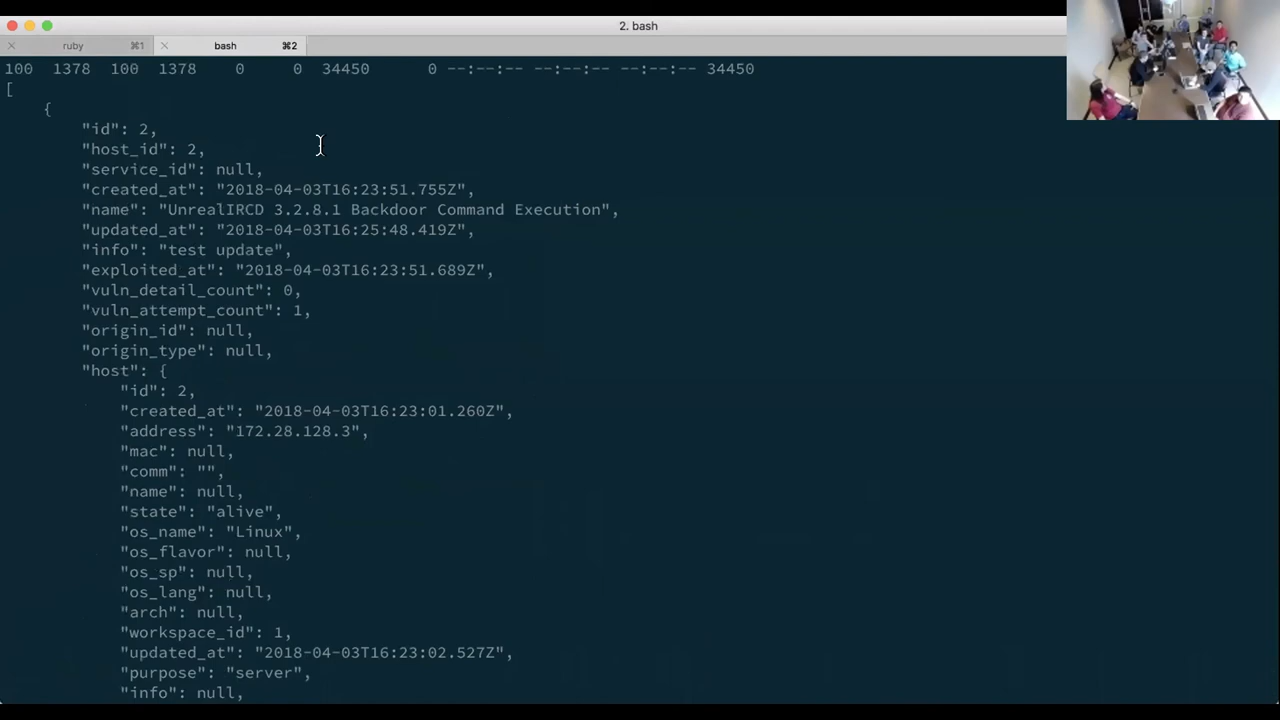 2. bash
ruby ⌘1 bash ⌘2
100 1378 100 1378 0 0 34450 0 --:--:-- --:--:-- --:--:-- 34450
[
{
"id": 2,
"host_id": 2,
"service_id": null,
"created_at": "2018-04-03T16:23:51.755Z",
"name": "UnrealIRCD 3.2.8.1 Backdoor Command Execution",
"updated_at": "2018-04-03T16:25:48.419Z",
"info": "test update",
"exploited_at": "2018-04-03T16:23:51.689Z",
"vuln_detail_count": 0,
"vuln_attempt_count": 1,
"origin_id": null,
"origin_type": null,
"host": {
"id": 2,
"created_at": "2018-04-03T16:23:01.260Z",
"address": "172.28.128.3",
"mac": null,
"comm": "",
"name": null,
"state": "alive",
"os_name": "Linux",
"os_flavor": null,
"os_sp": null,
"os_lang": null,
"arch": null,
"workspace_id": 1,
"updated_at": "2018-04-03T16:23:02.527Z",
"purpose": "server",
"info": null,